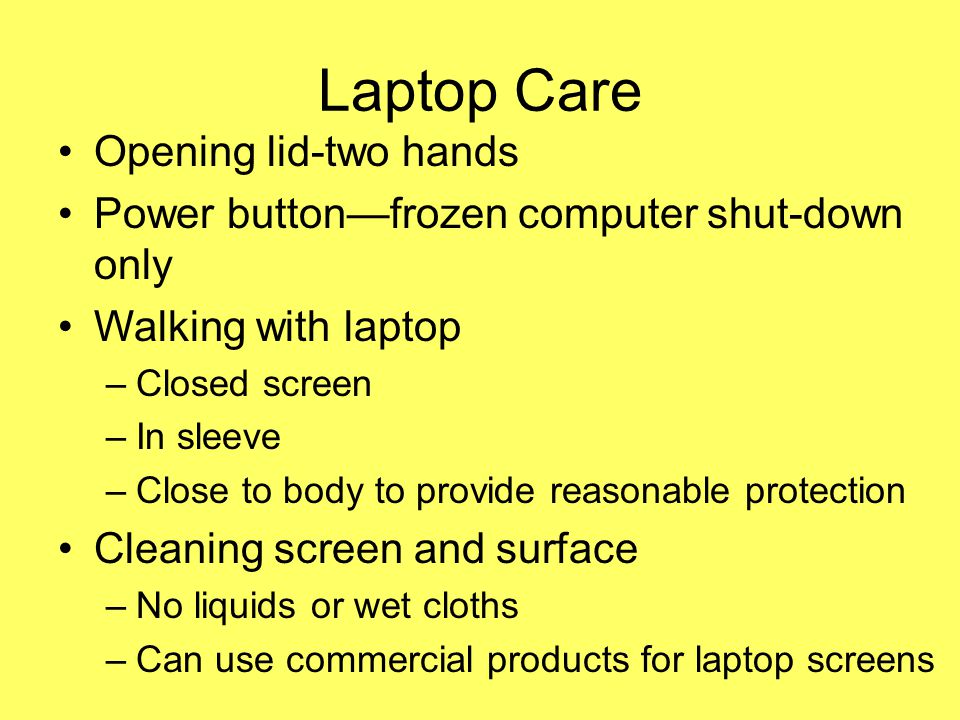 Laptop Care
• Opening lid-two hands
• Power button—frozen computer shut-down
only
• Walking with laptop
– Closed screen
– In sleeve
– Close to body to provide reasonable protection
• Cleaning screen and surface
– No liquids or wet cloths
– Can use commercial products for laptop screens